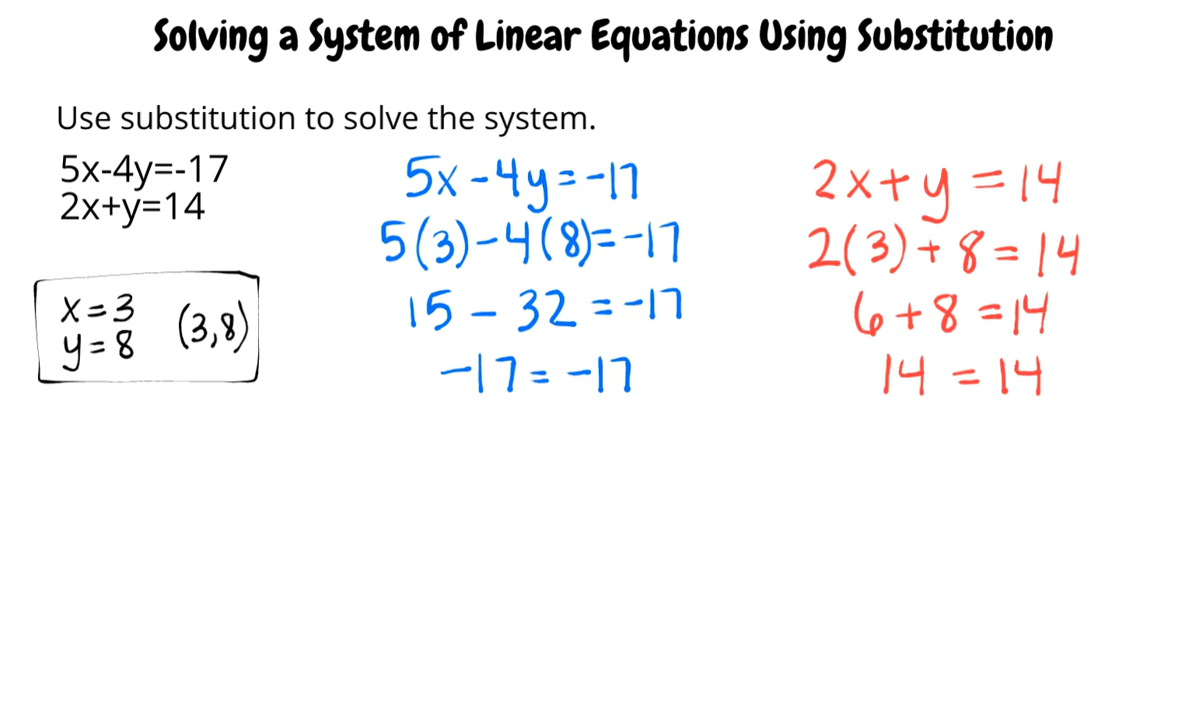 Solving a System of Linear Equations Using Substitution
Use substitution to solve the system.
5x-4y=-17
2x+y=14
x=3
y=8
(3,8)
5x-4y=-17
5(3)-4(8)=-17
15-32=-17
-17=-17
2x+y=14
2(3)+8=14
6+8=14
14=14